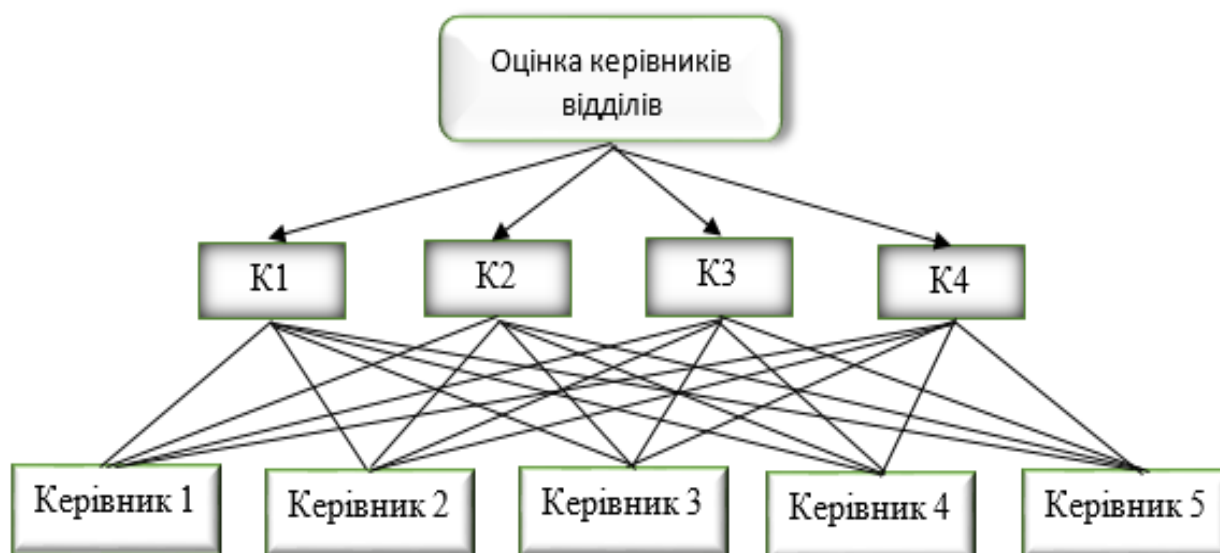 Оцінка керівників
відділів
К1
К2
К3
К4
Керівник 1
Керівник 2
Керівник 3
Керівник 4
Керівник 5